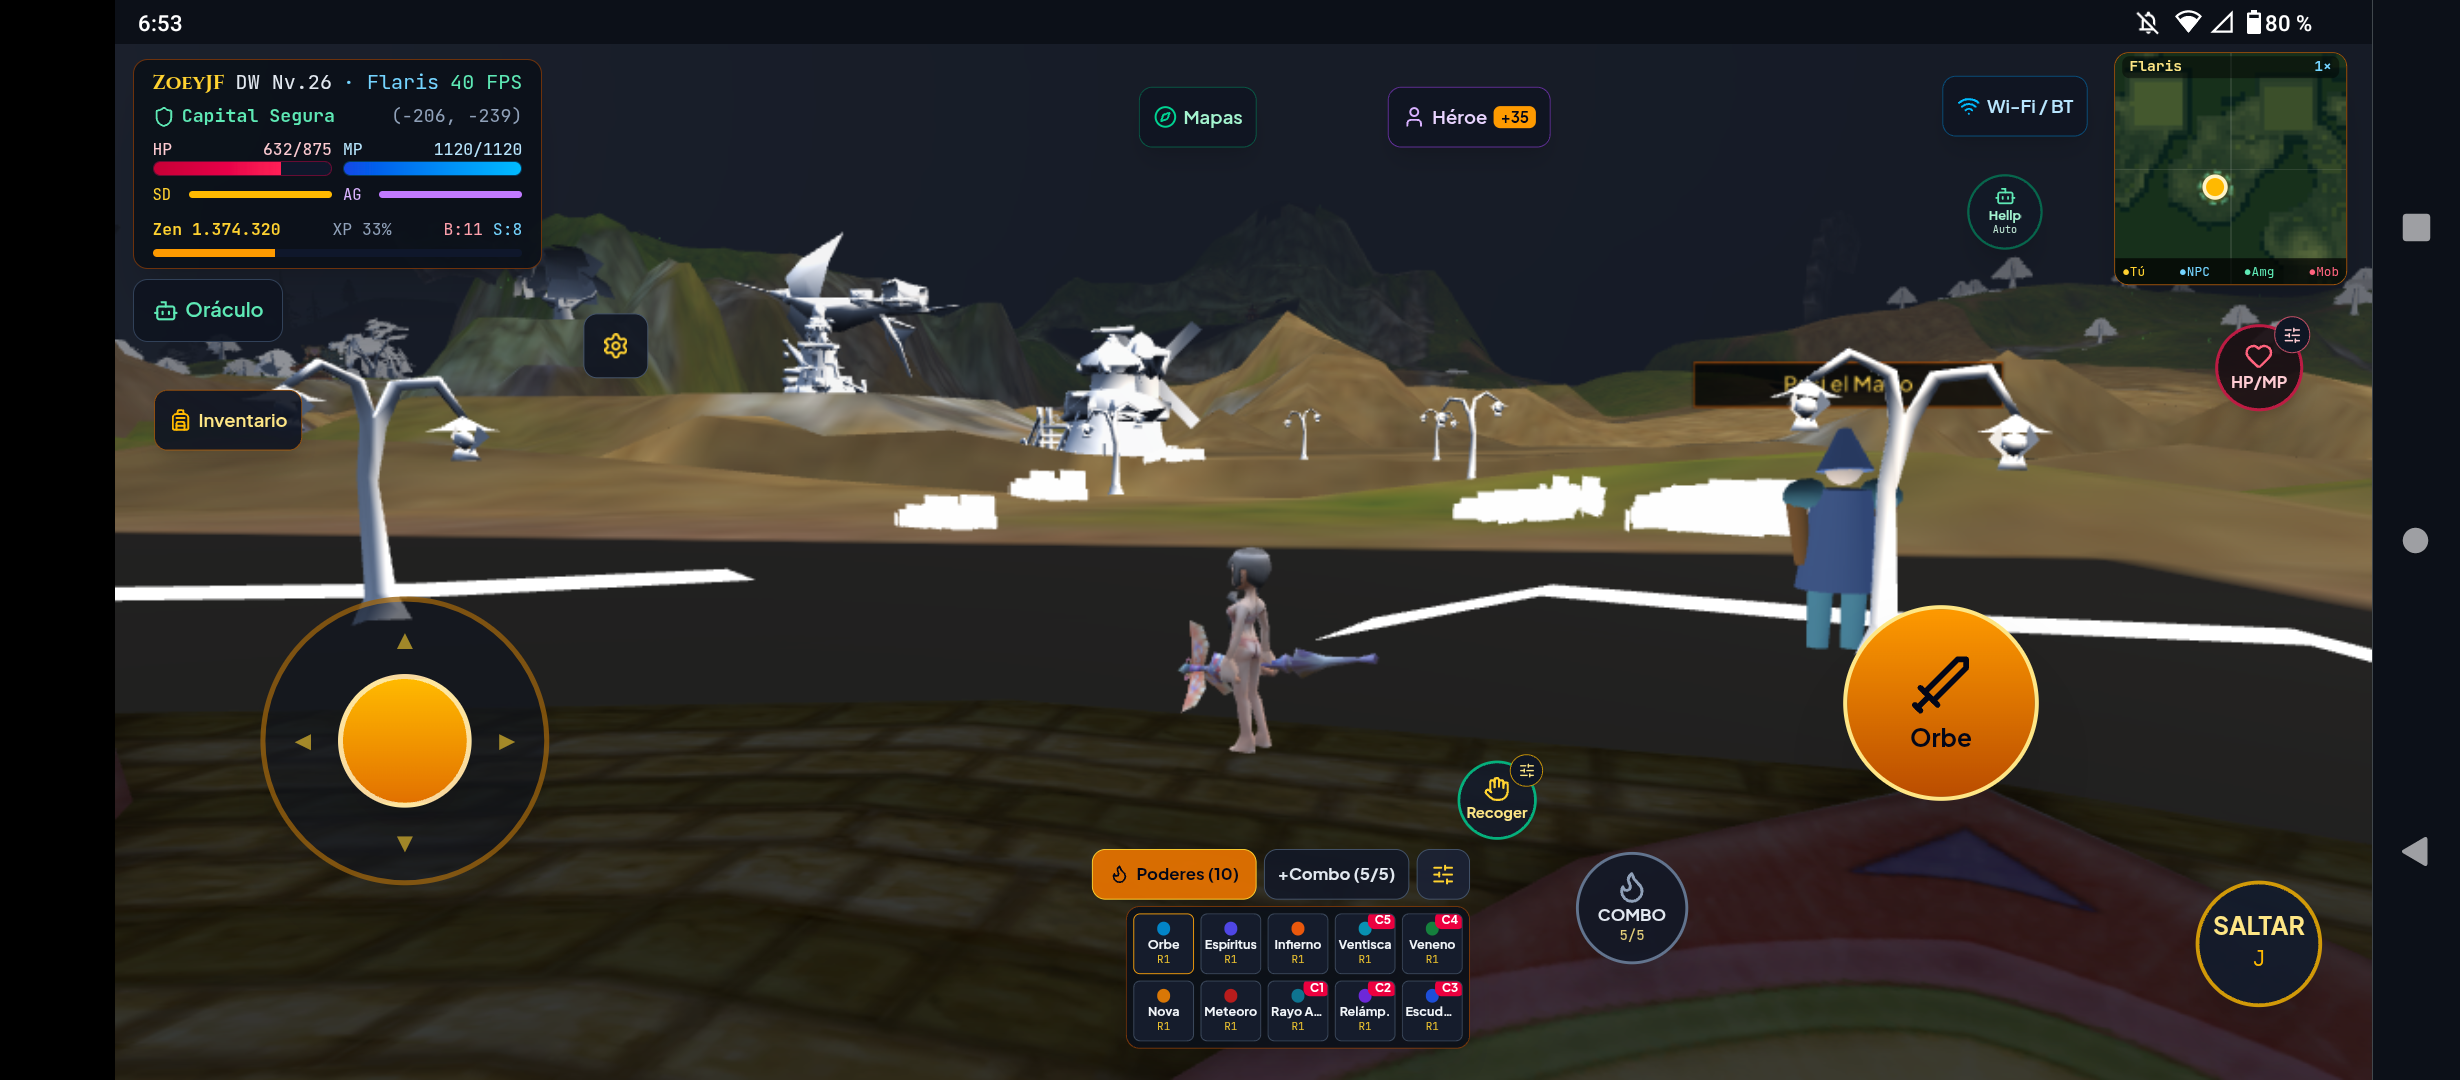 6:53
80 %
ZOEYJF DW Nv.26 · Flaris 40 FPS
Capital Segura (-206, -239)
HP 632/875 MP 1120/1120
SD AG
Zen 1.374.320 XP 33% B:11 S:8
Oráculo
Inventario
Mapas
Héroe +35
Wi-Fi / BT
Hellp
Auto
Flaris 1×
Tú NPC Amg Mob
HP/MP
el
Orbe
Recoger
Poderes (10) +Combo (5/5)
C5 C4
Orbe Espíritus Infierno Ventisca Veneno
R1 R1 R1 R1 R1
C1 C2 C3
Nova Meteoro Rayo A... Relámp. Escud...
R1 R1 R1 R1 R1
COMBO
5/5
SALTAR
J